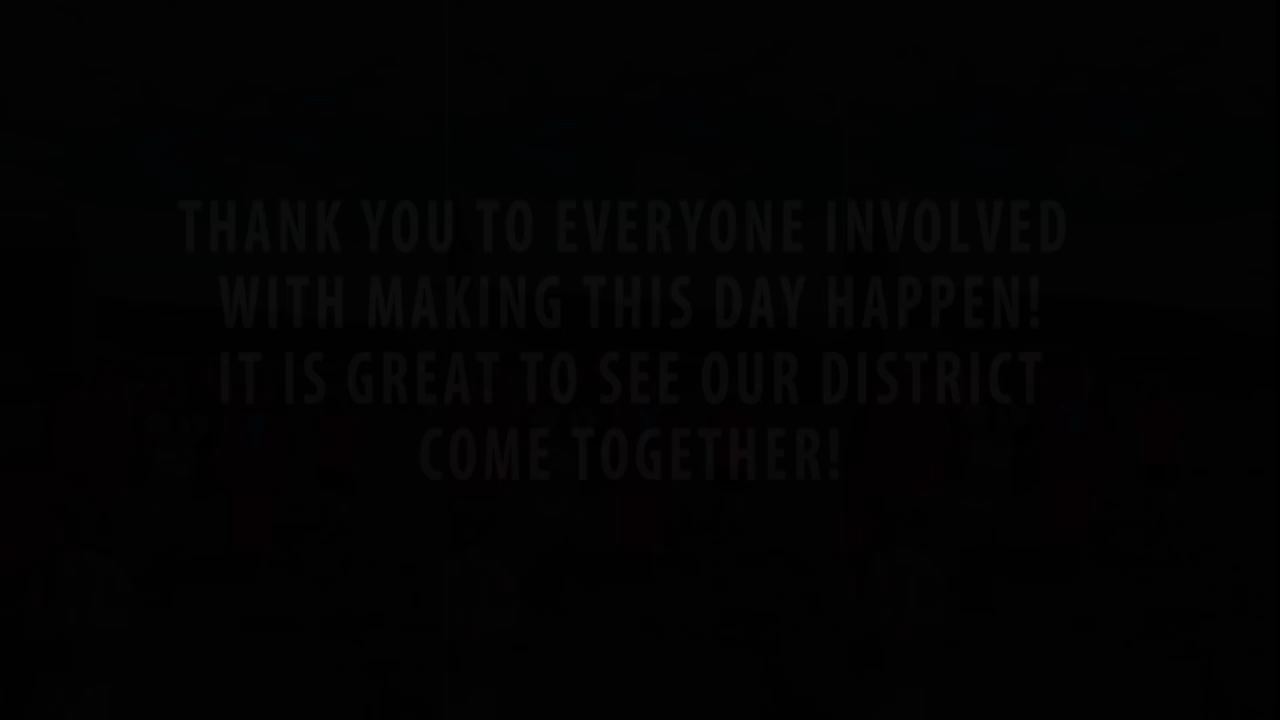 THANK YOU TO EVERYONE INVOLVED
WITH MAKING THIS DAY HAPPEN!
IT IS GREAT TO SEE OUR DISTRICT
COME TOGETHER!